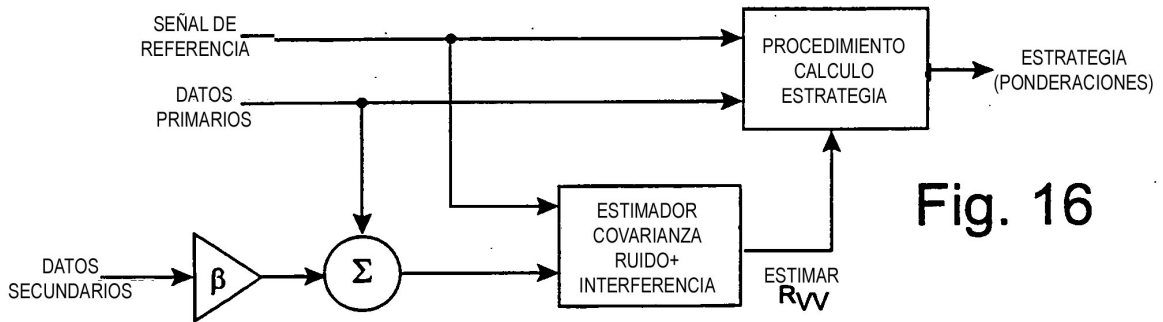 SEÑAL DE
REFERENCIA
DATOS
PRIMARIOS
PROCEDIMIENTO
CALCULO
ESTRATEGIA
ESTRATEGIA
(PONDERACIONES)
DATOS
SECUNDARIOS
β
Σ
ESTIMADOR
COVARIANZA
RUIDO+
INTERFERENCIA
ESTIMAR
RVV
Fig. 16